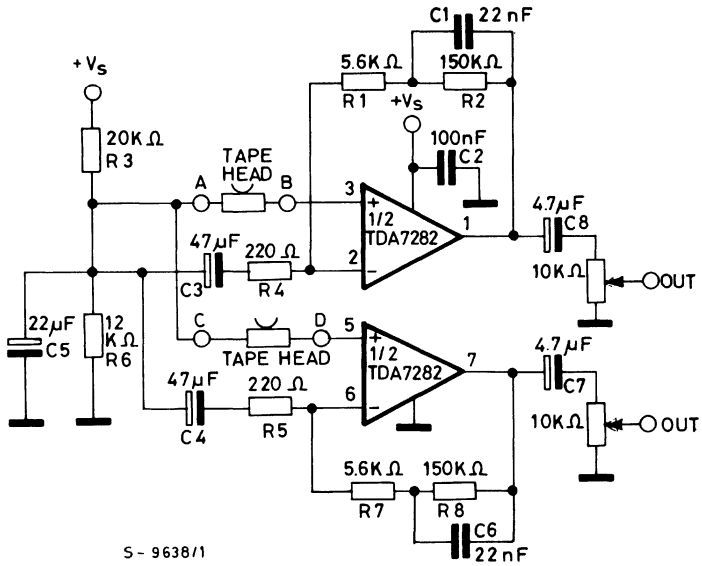 C1 22nF
5.6KΩ 150KΩ
R1 R2
+Vs
+Vs
100nF
C2
20KΩ
R3
TAPE
HEAD
A B
3
+
1/2
TDA7282
1
4.7µF
C8
47µF
220 Ω
2
−
C3
R4
10KΩ
OUT
22µF
C5
12
KΩ
R6
C D
TAPE HEAD
5
+
1/2
TDA7282
7
4.7µF
C7
47µF
220 Ω
6
−
C4
R5
10KΩ
OUT
5.6KΩ 150KΩ
R7 R8
C6
22nF
S-9638/1